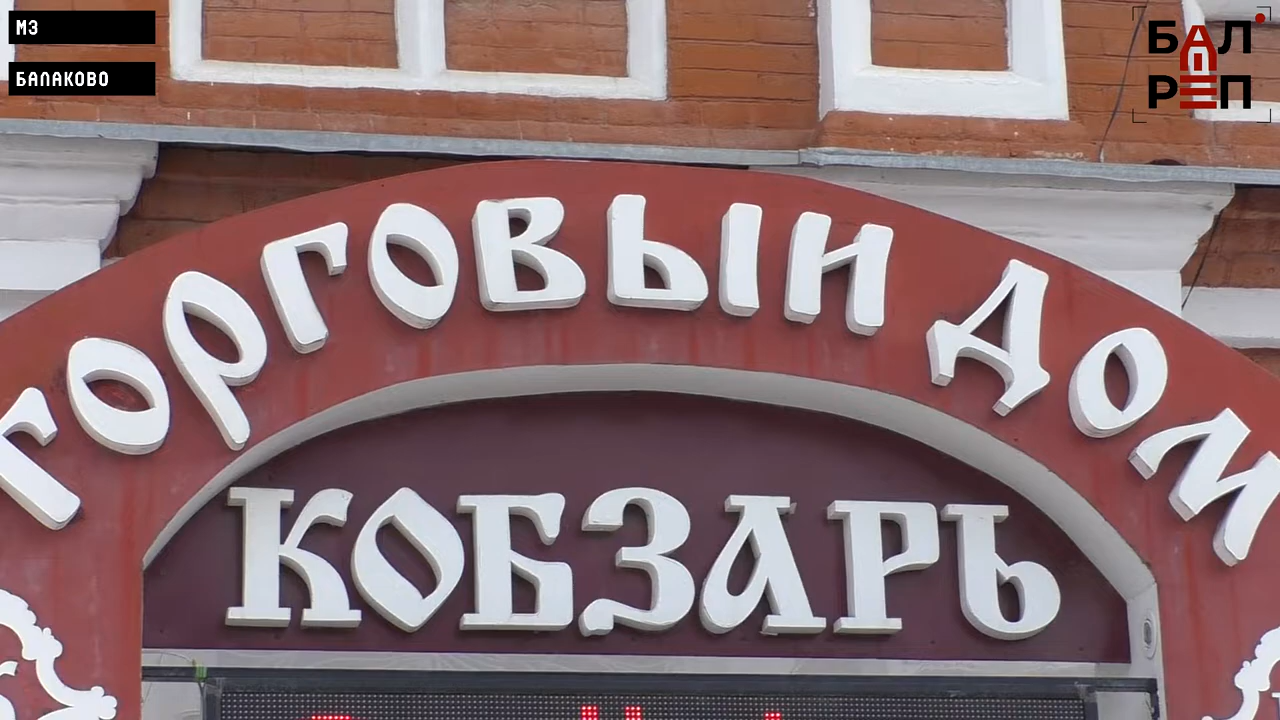 МЗ
БАЛАКОВО
БАЛ
РЕП
ТОРГОВЫЙ ДОМ
КОБЗАРЬ